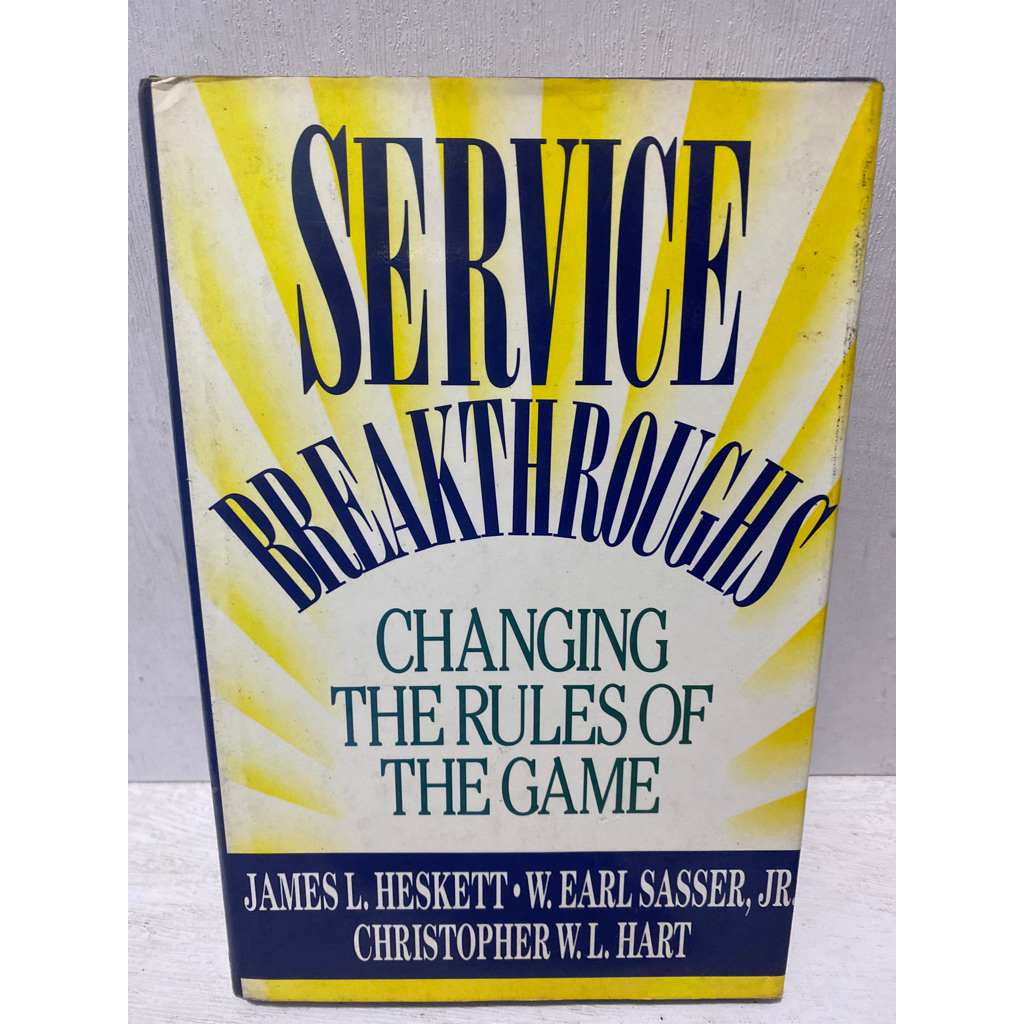 SERVICE
BREAKTHROUGHS
CHANGING
THE RULES OF
THE GAME
JAMES L. HESKETT • W. EARL SASSER, JR.
CHRISTOPHER W. L. HART